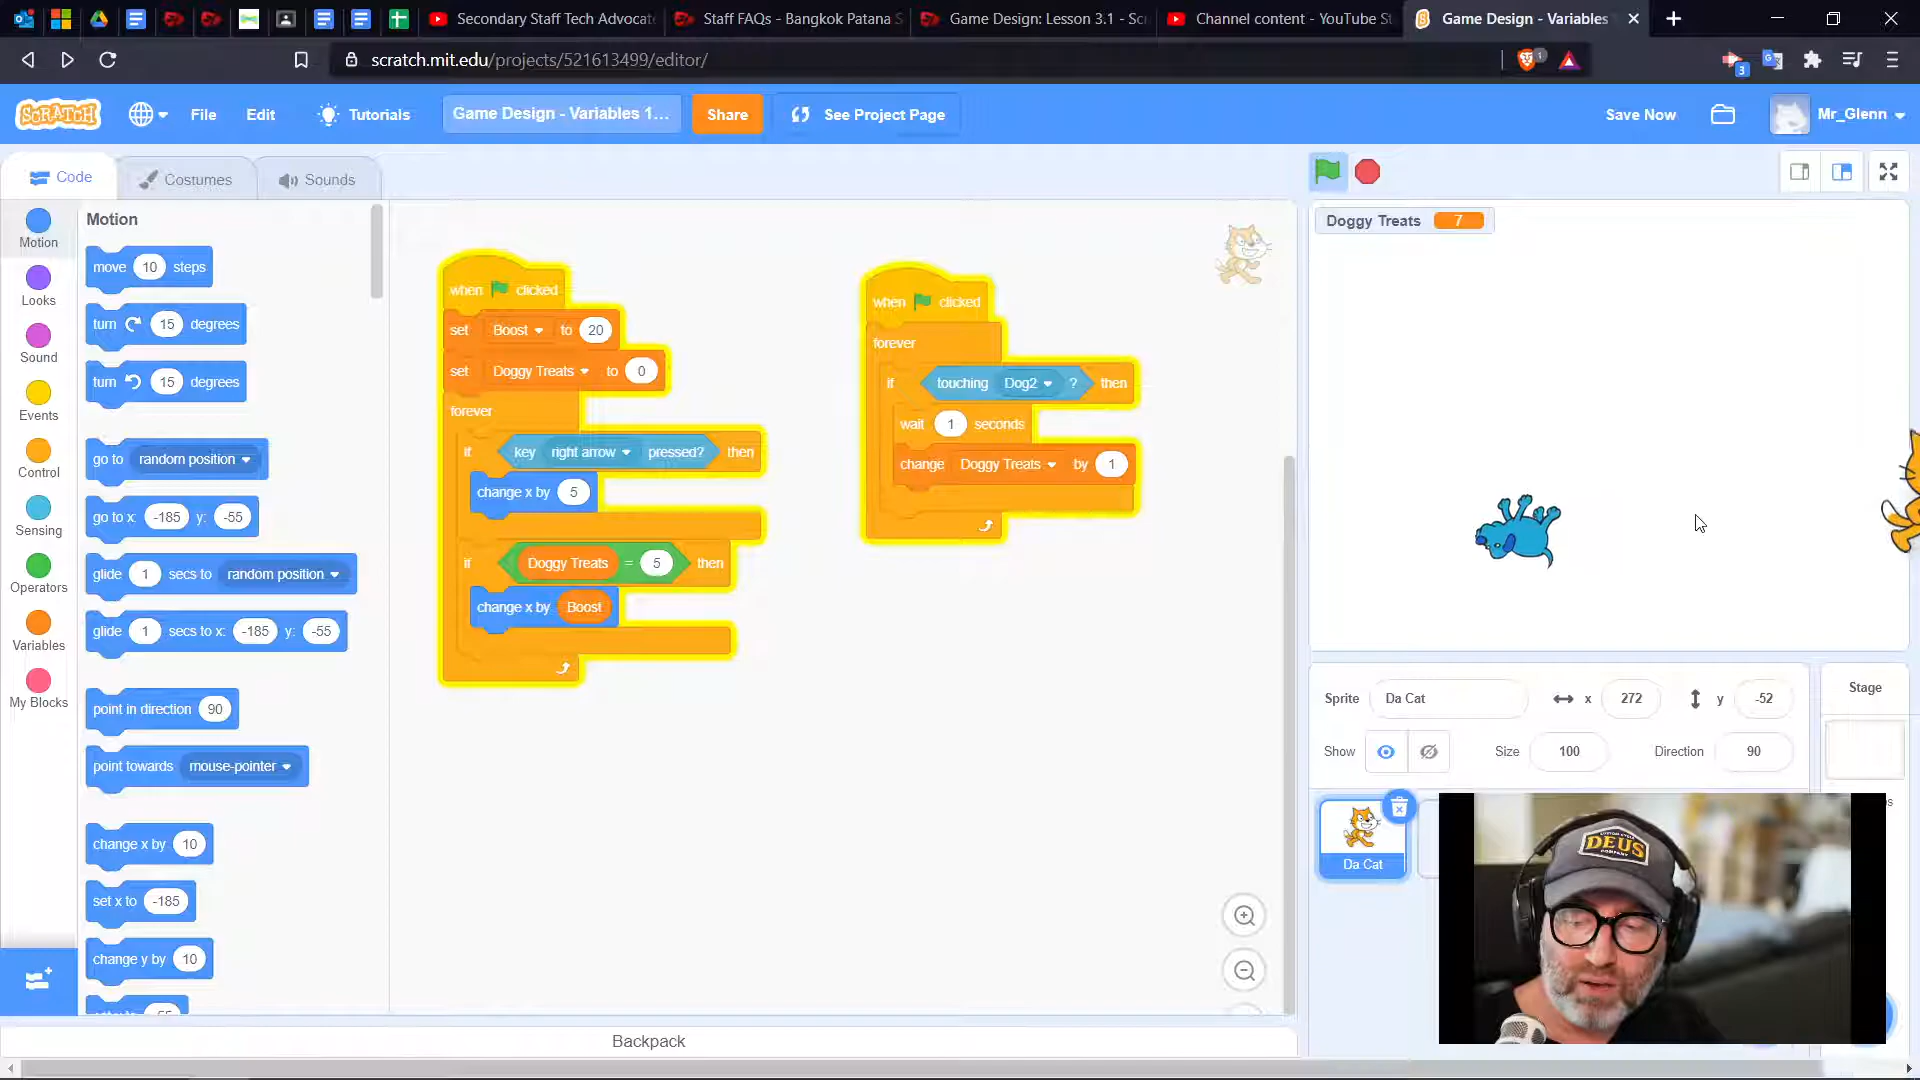 Secondary Staff Tech Advocat
Staff FAQs - Bangkok Patana S
Game Design: Lesson 3.1 - Sc
Channel content - YouTube St
Game Design - Variables
scratch.mit.edu/projects/521613499/editor/
1
3
SCRATCH
File
Edit
Tutorials
Game Design - Variables 1...
Share
See Project Page
Save Now
Mr_Glenn
Code
Costumes
Sounds
Motion
Looks
Sound
Events
Control
Sensing
Operators
Variables
My Blocks
Motion
move 10 steps
turn 15 degrees
turn 15 degrees
go to random position
go to x: -185 y: -55
glide 1 secs to random position
glide 1 secs to x: -185 y: -55
point in direction 90
point towards mouse-pointer
change x by 10
set x to -185
change y by 10
when clicked
set Boost to 20
set Doggy Treats to 0
forever
if key right arrow pressed? then
change x by 5
if Doggy Treats = 5 then
change x by Boost
when clicked
forever
if touching Dog2 ? then
wait 1 seconds
change Doggy Treats by 1
Backpack
Doggy Treats 7
Sprite Da Cat x 272 y -52
Show Size 100 Direction 90
Stage
Da Cat
DEUS